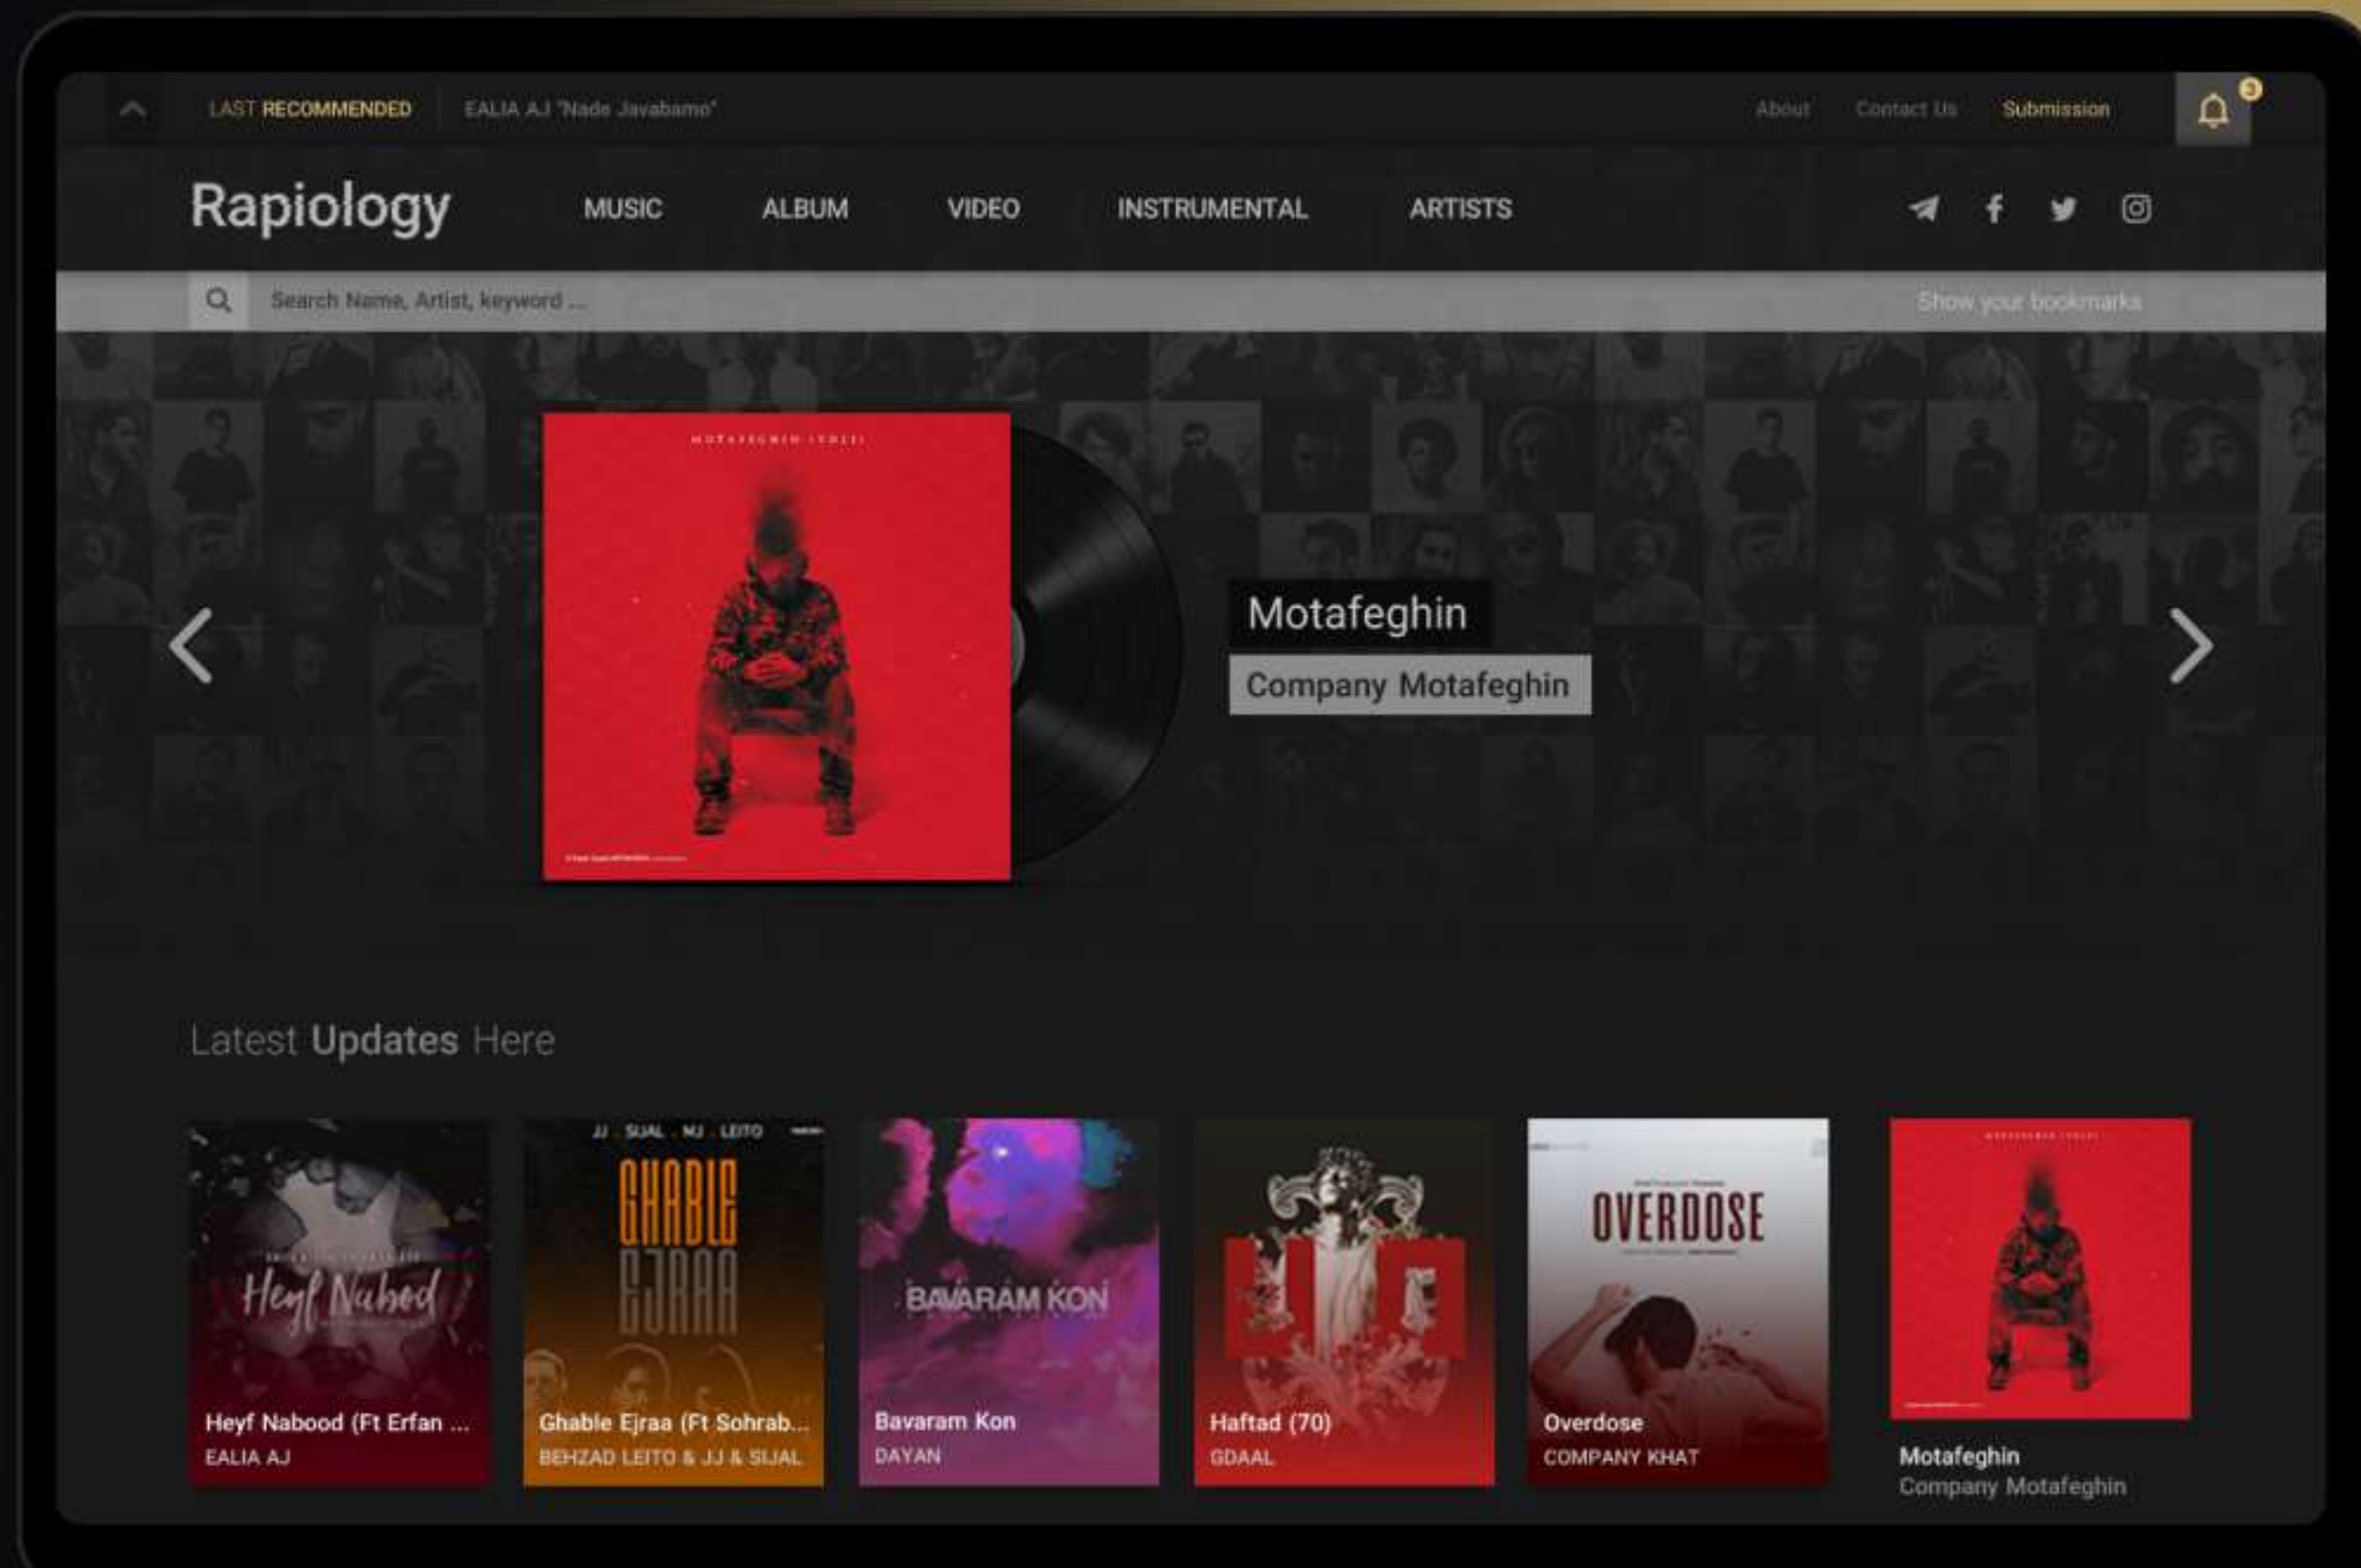 LAST RECOMMENDED
EALIA AJ "Nade Javabamo"
About
Contact Us
Submission
3
Rapiology
MUSIC
ALBUM
VIDEO
INSTRUMENTAL
ARTISTS
Search Name, Artist, keyword ...
Show your bookmarks
Motafeghin
Company Motafeghin
Latest Updates Here
Heyf Nabod
Heyf Nabood (Ft Erfan ...
EALIA AJ
JJ . SIJAL . MJ . LEITO
GHABLE
EJRAA
Ghable Ejraa (Ft Sohrab...
BEHZAD LEITO & JJ & SIJAL
BAVARAM KON
Bavaram Kon
DAYAN
Haftad (70)
GDAAL
OVERDOSE
Overdose
COMPANY KHAT
Motafeghin
Company Motafeghin